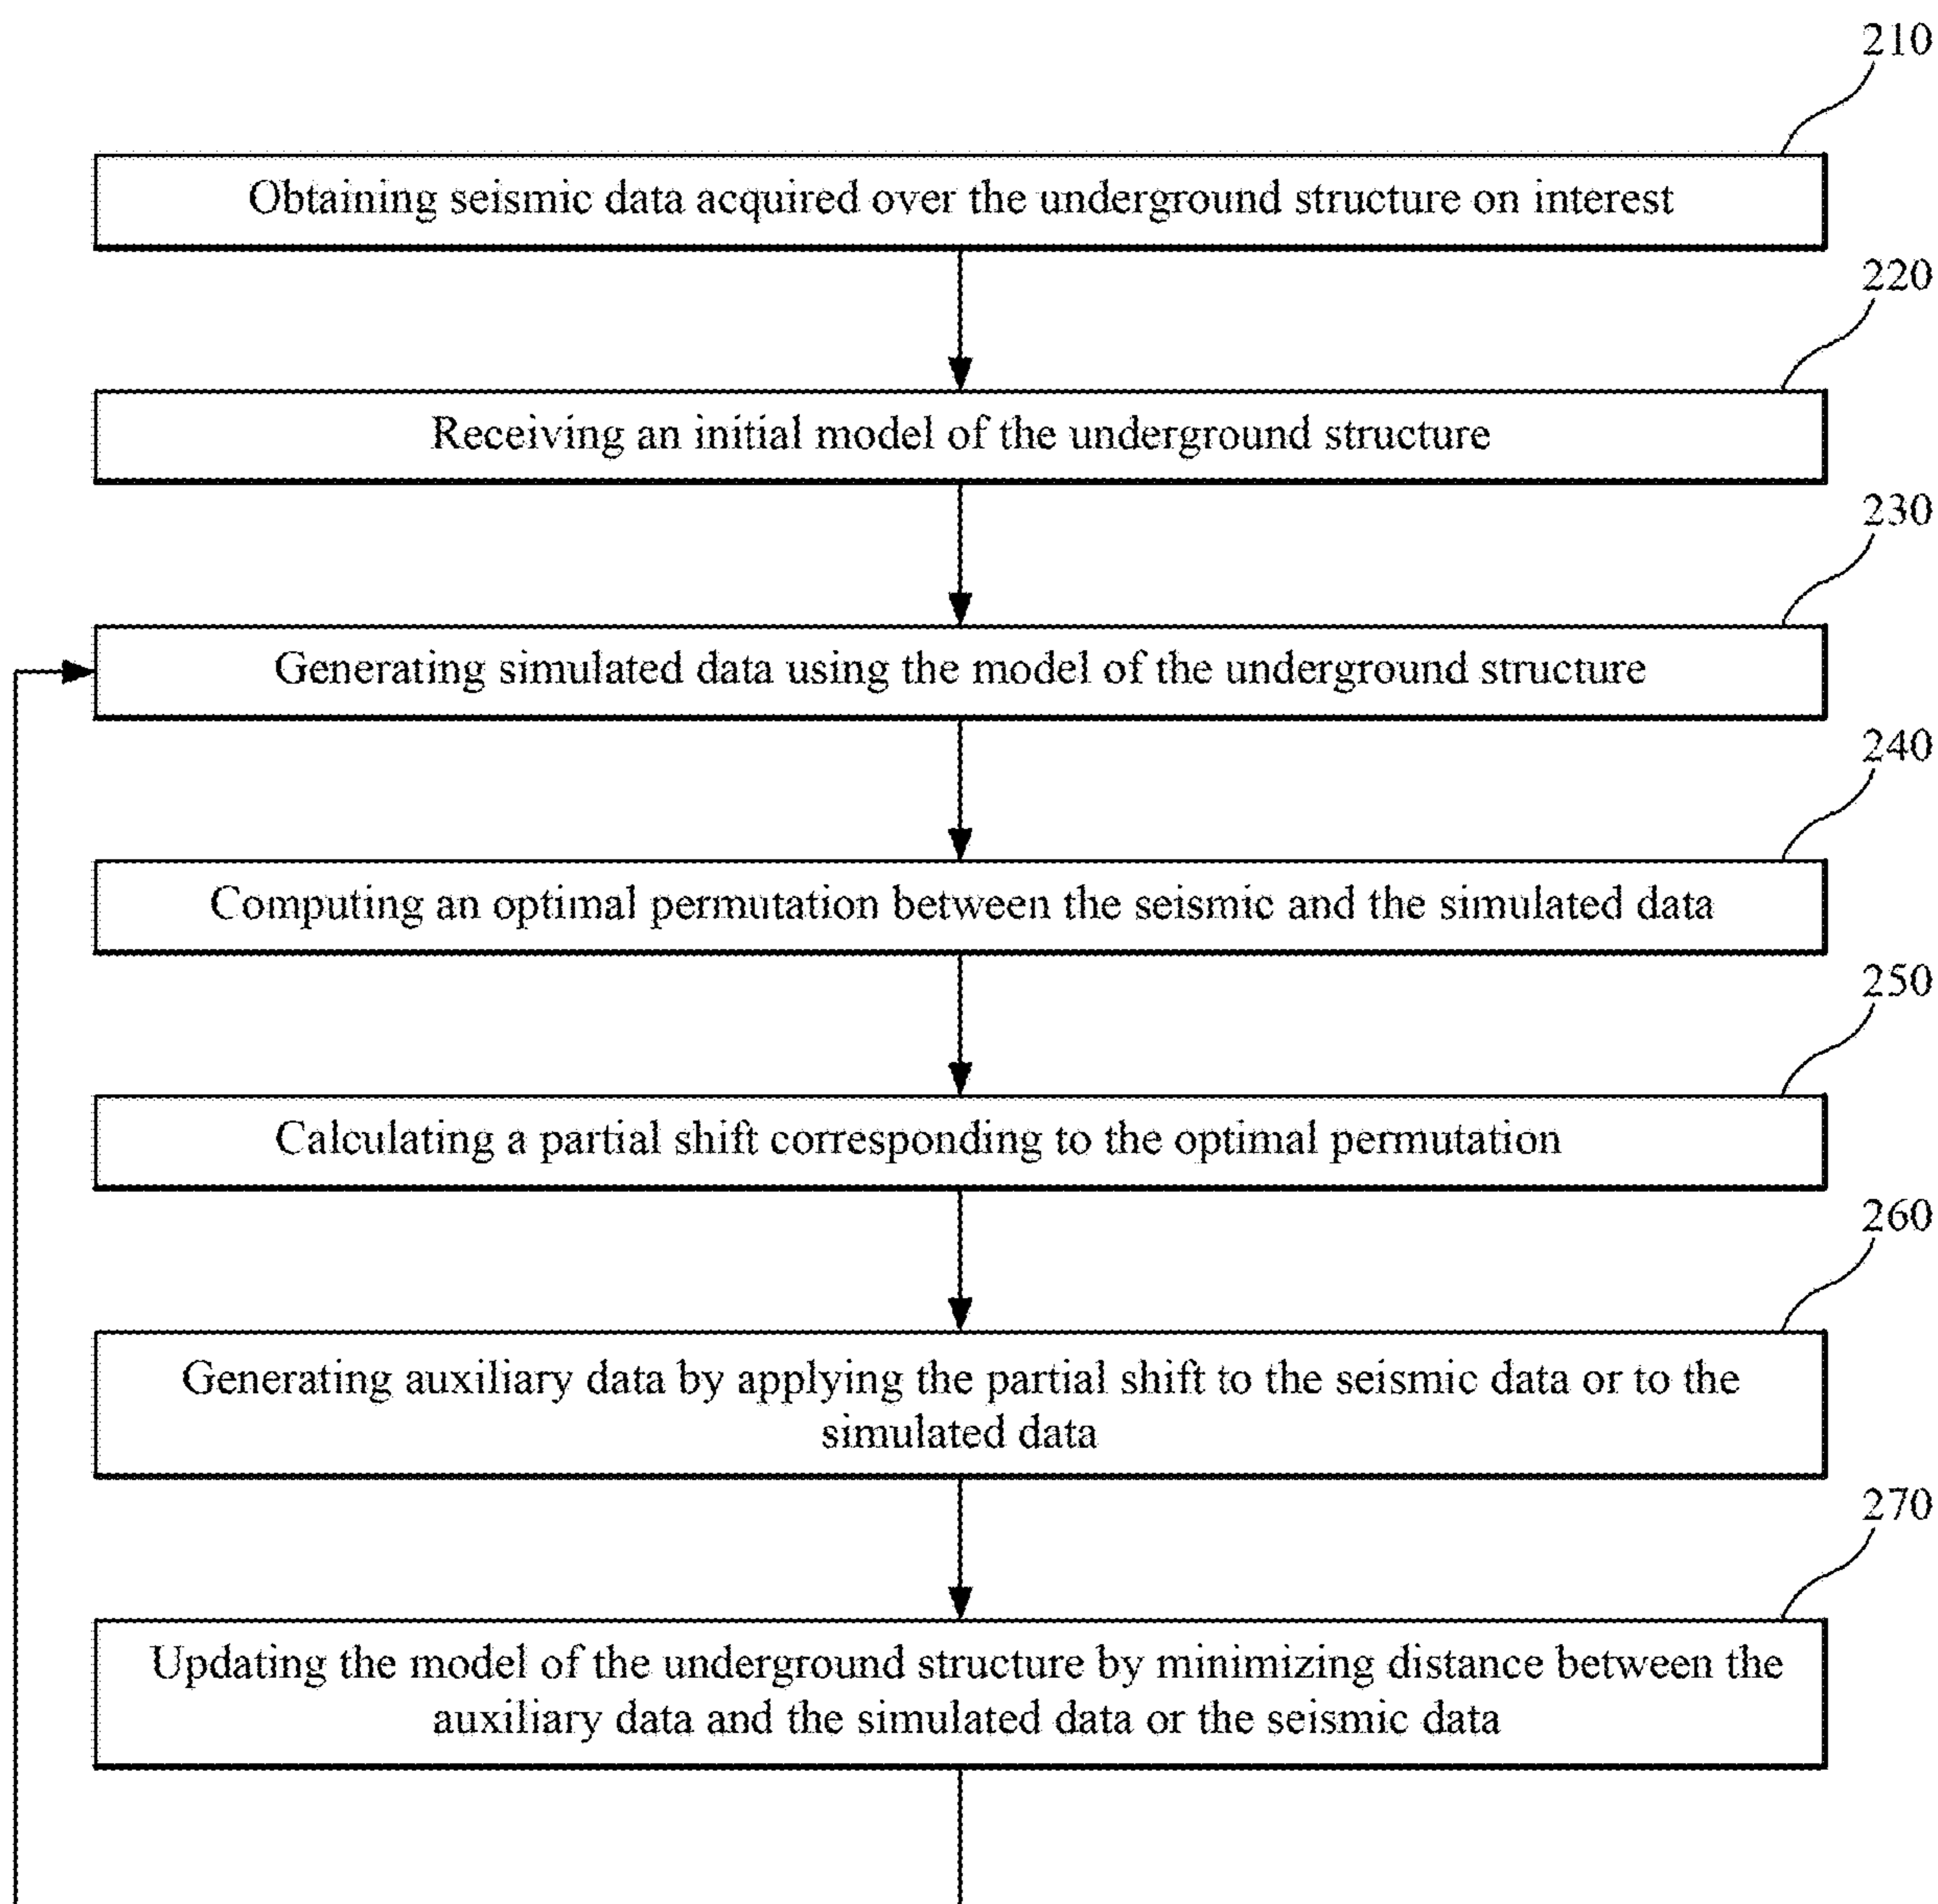 210
Obtaining seismic data acquired over the underground structure on interest
220
Receiving an initial model of the underground structure
230
Generating simulated data using the model of the underground structure
240
Computing an optimal permutation between the seismic and the simulated data
250
Calculating a partial shift corresponding to the optimal permutation
260
Generating auxiliary data by applying the partial shift to the seismic data or to the
simulated data
270
Updating the model of the underground structure by minimizing distance between the
auxiliary data and the simulated data or the seismic data